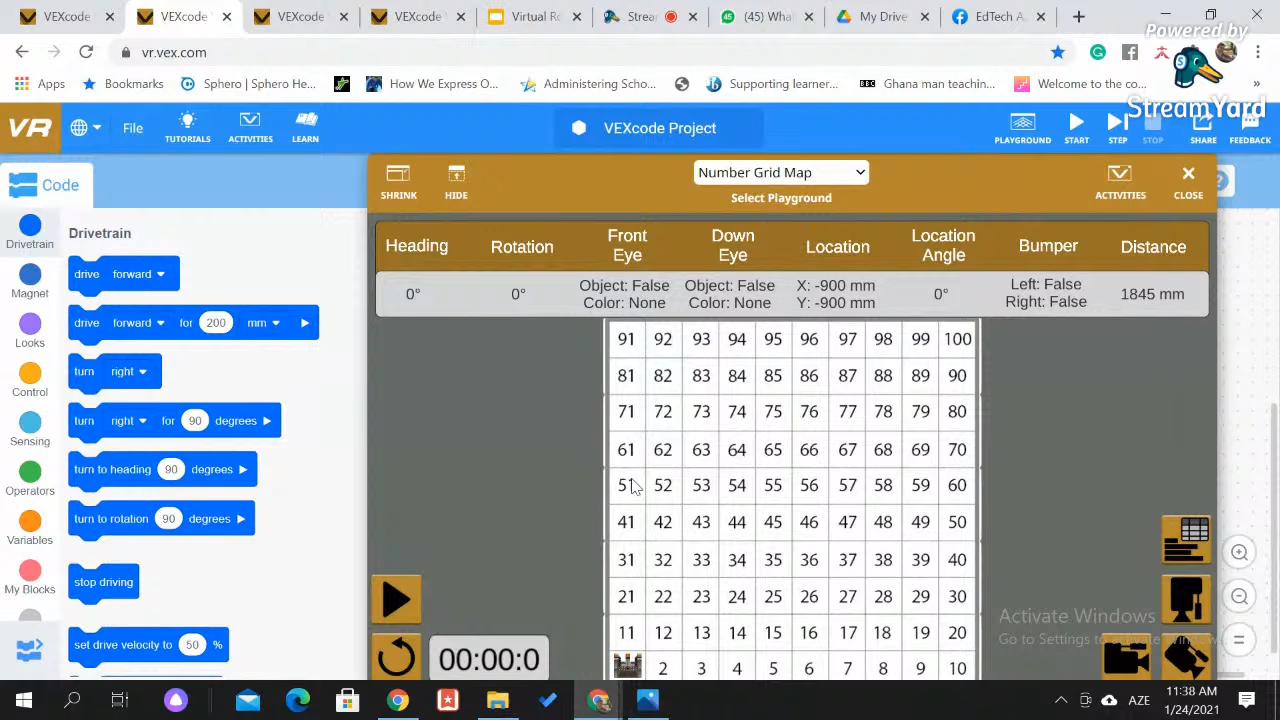 VEXcode
VEXcode
VEXcode
VEXcode
Virtual Ro
Strea
(45) Wha
My Drive
EdTech A
vr.vex.com
Powered by
StreamYard
Apps
Bookmarks
Sphero | Sphero He...
How We Express O...
Administering Scho...
Supporting learner...
BBC
Ghana man teachin...
Welcome to the co...
»
VR
File
TUTORIALS
ACTIVITIES
LEARN
VEXcode Project
PLAYGROUND
START
STEP
STOP
SHARE
FEEDBACK
Code
SHRINK
HIDE
Number Grid Map
Select Playground
ACTIVITIES
CLOSE
Drivetrain
Magnet
Looks
Control
Sensing
Operators
Variables
My Blocks
Drivetrain
drive forward
drive forward for 200 mm
turn right
turn right for 90 degrees
turn to heading 90 degrees
turn to rotation 90 degrees
stop driving
set drive velocity to 50 %
Heading Rotation Front Eye Down Eye Location Location Angle Bumper Distance
0° 0° Object: False Object: False X: -900 mm 0° Left: False 1845 mm
Color: None Color: None Y: -900 mm Right: False
91 92 93 94 95 96 97 98 99 100
81 82 83 84 85 86 87 88 89 90
71 72 73 74 75 76 77 78 79 80
61 62 63 64 65 66 67 68 69 70
51 52 53 54 55 56 57 58 59 60
41 42 43 44 45 46 47 48 49 50
31 32 33 34 35 36 37 38 39 40
21 22 23 24 25 26 27 28 29 30
11 12 13 14 15 16 17 18 19 20
2 3 4 5 6 7 8 9 10
00:00:0
Activate Windows
Go to Settings to activate Windows
AZE
11:38 AM
1/24/2021